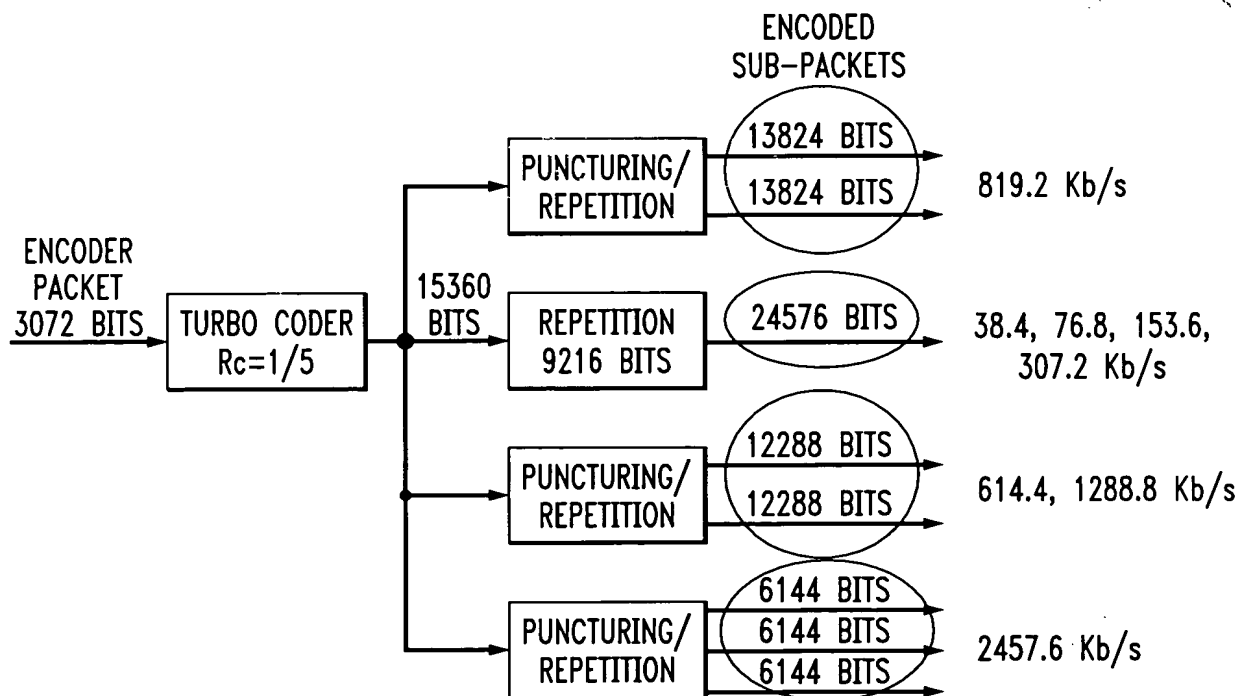 ENCODED
SUB-PACKETS
13824 BITS
PUNCTURING/
REPETITION
13824 BITS
819.2 Kb/s
ENCODER
PACKET
3072 BITS
TURBO CODER
Rc=1/5
15360
BITS
REPETITION
9216 BITS
24576 BITS
38.4, 76.8, 153.6,
307.2 Kb/s
PUNCTURING/
REPETITION
12288 BITS
12288 BITS
614.4, 1288.8 Kb/s
PUNCTURING/
REPETITION
6144 BITS
6144 BITS
6144 BITS
2457.6 Kb/s